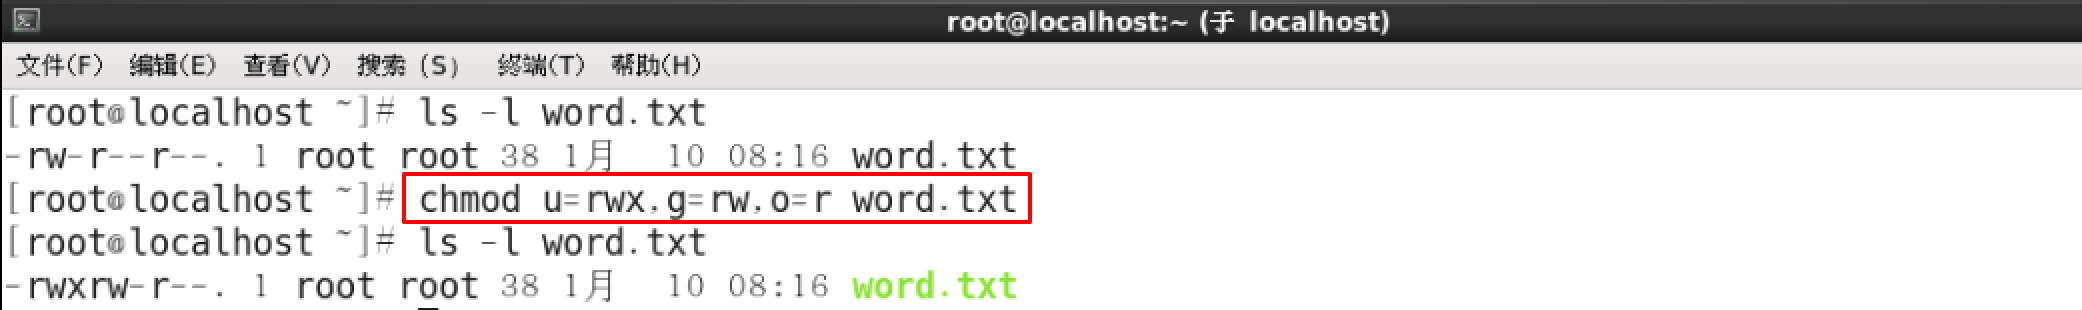 root@localhost:~ (于 localhost)
文件(F) 编辑(E) 查看(V) 搜索 (S) 终端(T) 帮助(H)
[root@localhost ~]# ls -l word.txt
-rw-r--r--. 1 root root 38 1月  10 08:16 word.txt
[root@localhost ~]# chmod u=rwx,g=rw,o=r word.txt
[root@localhost ~]# ls -l word.txt
-rwxrw-r--. 1 root root 38 1月  10 08:16 word.txt